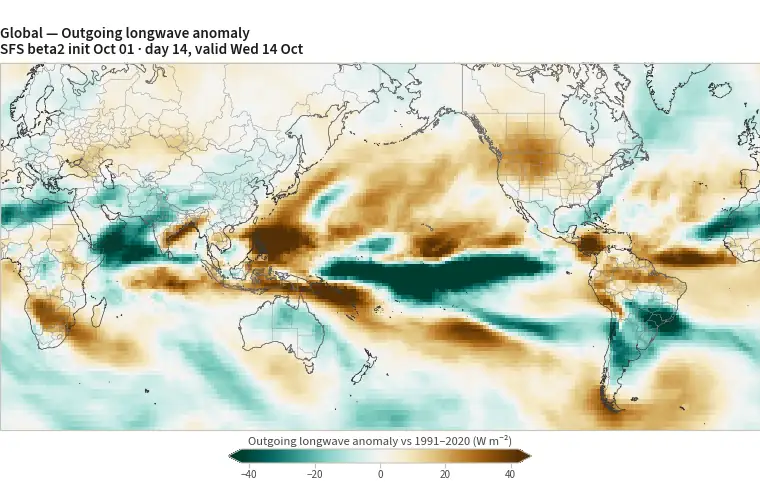 Global — Outgoing longwave anomaly
SFS beta2 init Oct 01 · day 14, valid Wed 14 Oct
Outgoing longwave anomaly vs 1991–2020 (W m⁻²)
−40 −20 0 20 40